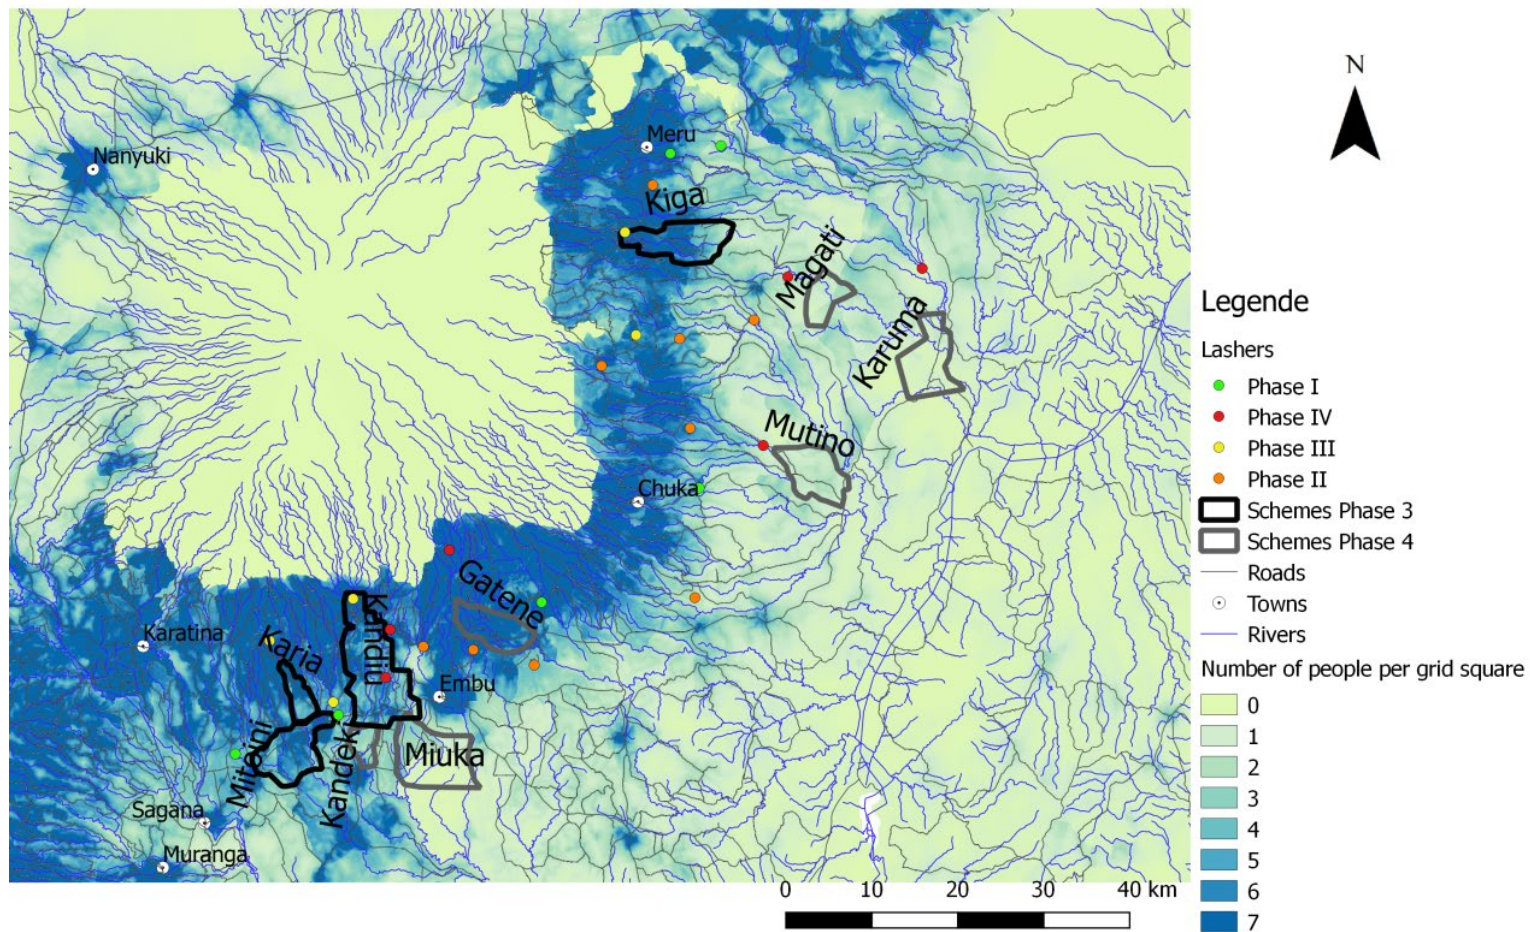 N
Meru
Nanyuki
Kiga
Magati
Karuma
Mutino
Chuka
Gatene
Karatina
Karia
Kandiu
Embu
Miteini
Kandek
Miuka
Sagana
Muranga
0 10 20 30 40 km
Legende
Lashers
Phase I
Phase IV
Phase III
Phase II
Schemes Phase 3
Schemes Phase 4
Roads
Towns
Rivers
Number of people per grid square
0
1
2
3
4
5
6
7